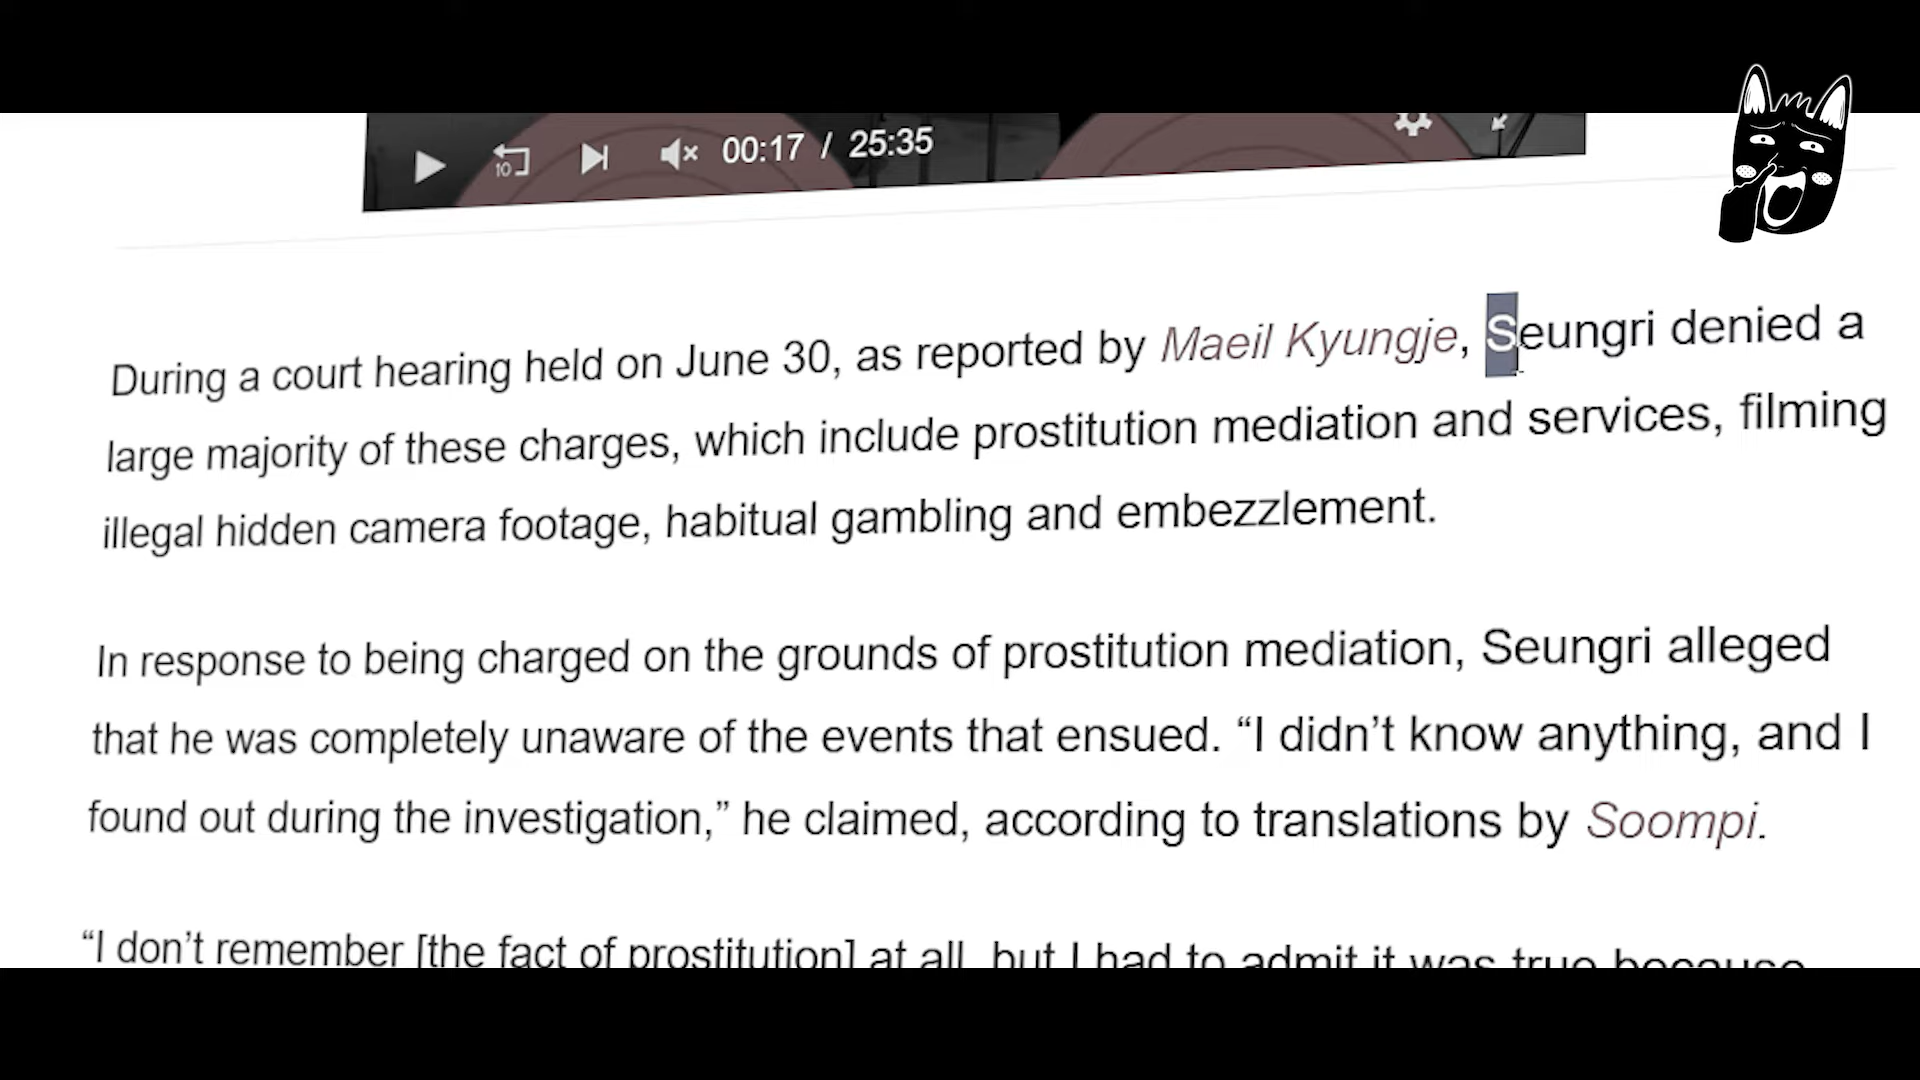 10
00:17 / 25:35
During a court hearing held on June 30, as reported by Maeil Kyungje, Seungri denied a
large majority of these charges, which include prostitution mediation and services, filming
illegal hidden camera footage, habitual gambling and embezzlement.
In response to being charged on the grounds of prostitution mediation, Seungri alleged
that he was completely unaware of the events that ensued. “I didn’t know anything, and I
found out during the investigation,” he claimed, according to translations by Soompi.
“I don’t remember [the fact of prostitution] at all, but I had to admit it was true because